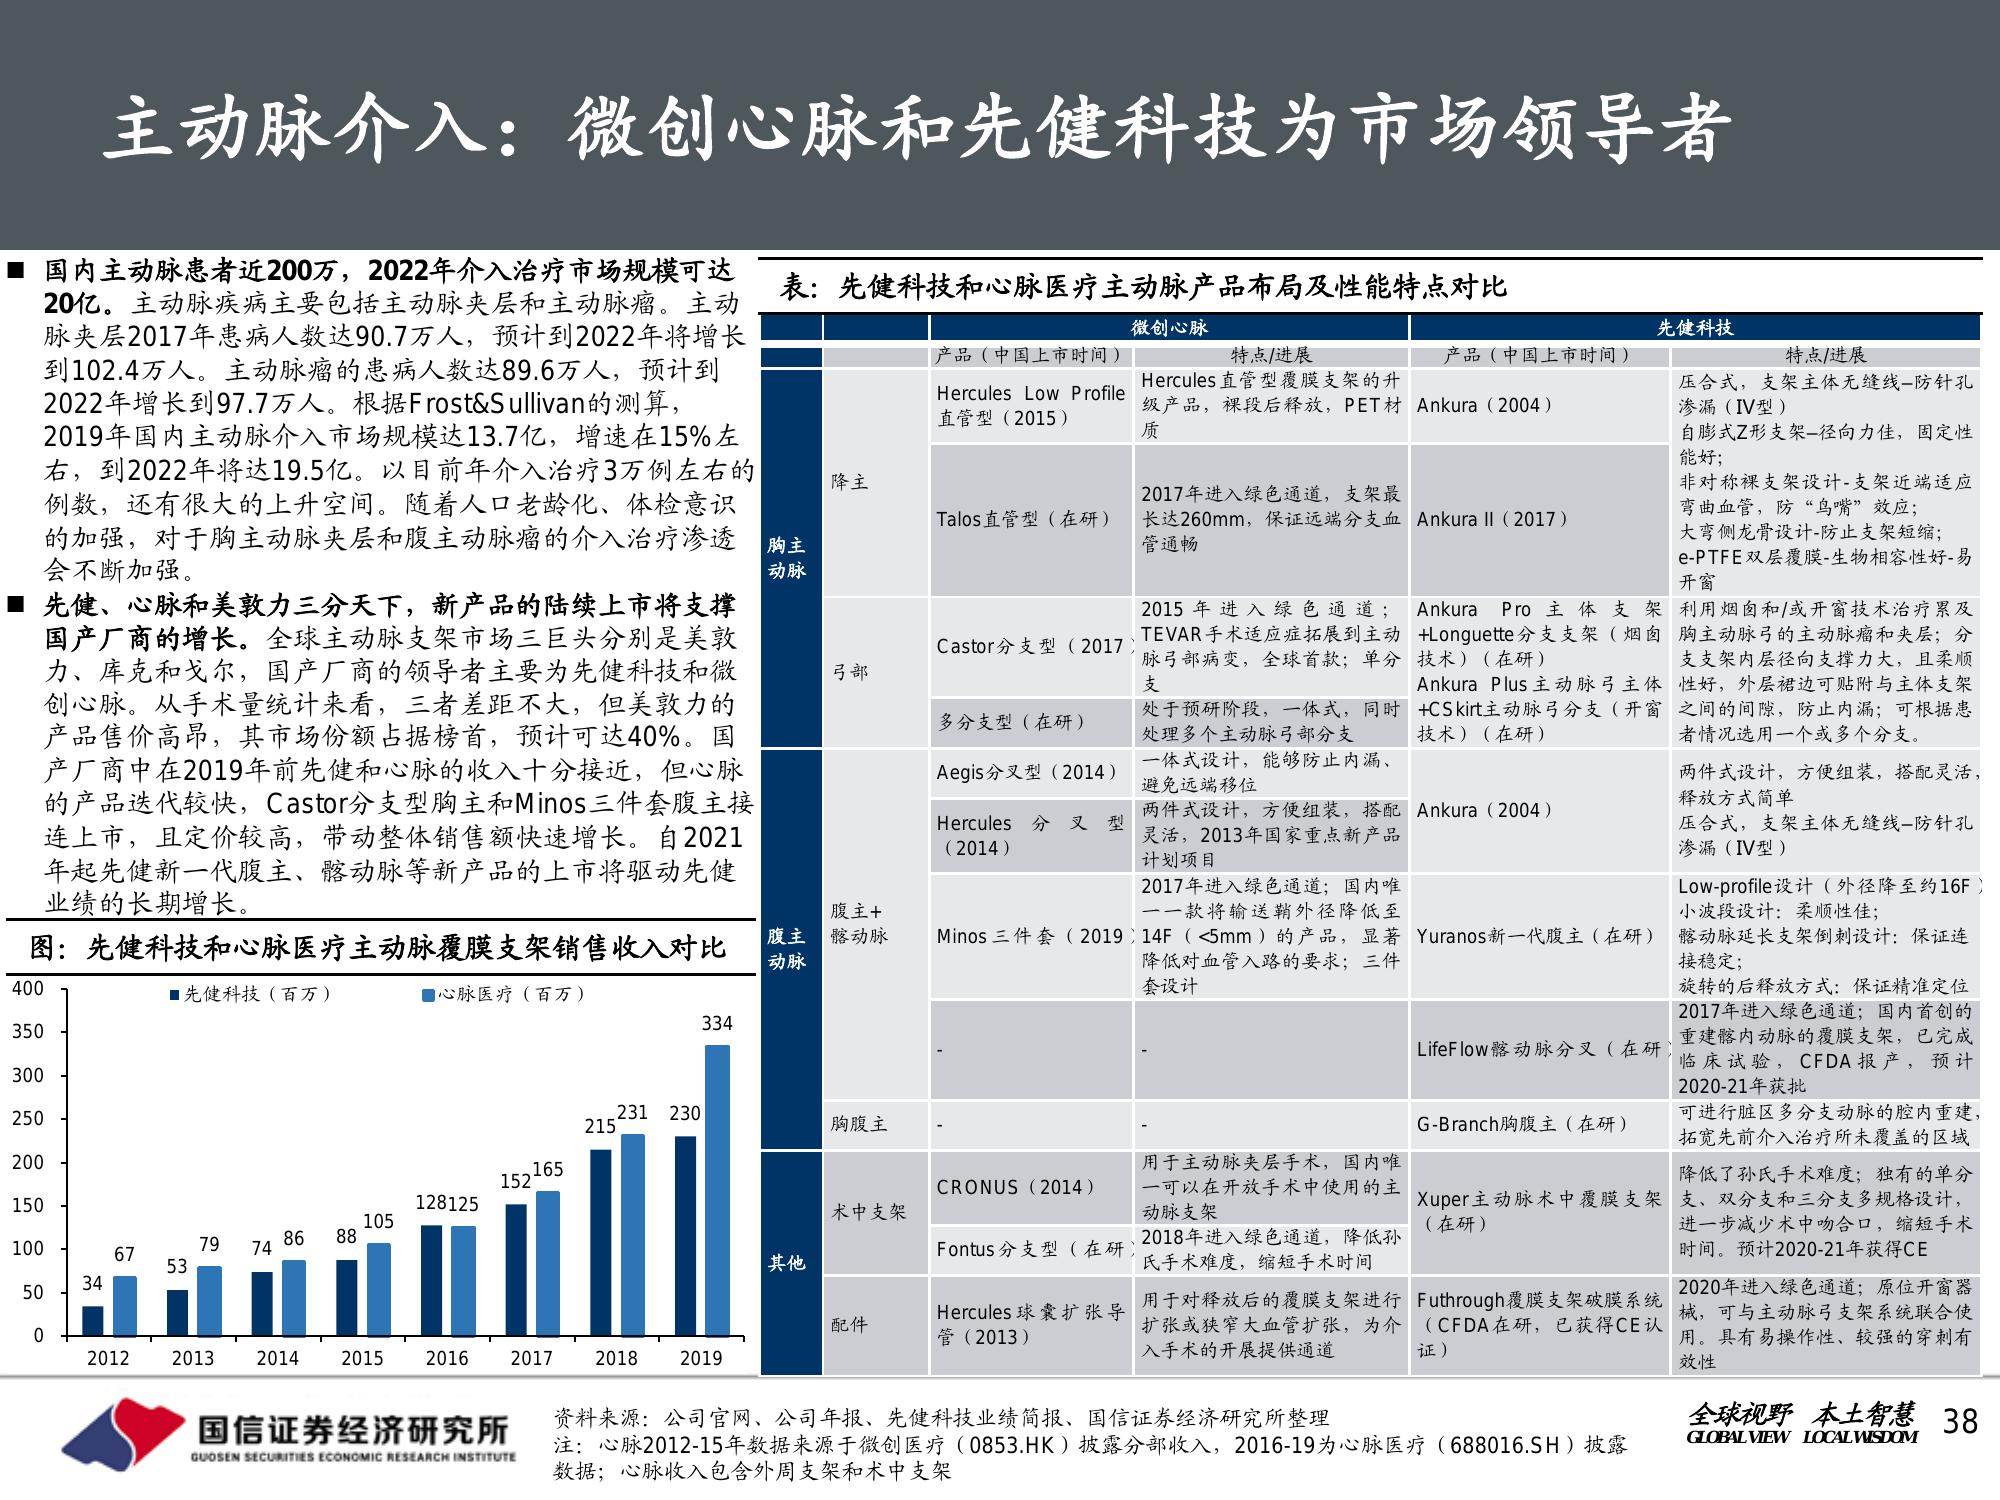 主动脉介入：微创心脉和先健科技为市场领导者
■ 国内主动脉患者近200万，2022年介入治疗市场规模可达
20亿。主动脉疾病主要包括主动脉夹层和主动脉瘤。主动
脉夹层2017年患病人数达90.7万人，预计到2022年将增长
到102.4万人。主动脉瘤的患病人数达89.6万人，预计到
2022年增长到97.7万人。根据Frost&Sullivan的测算，
2019年国内主动脉介入市场规模达13.7亿，增速在15%左
右，到2022年将达19.5亿。以目前年介入治疗3万例左右的
例数，还有很大的上升空间。随着人口老龄化、体检意识
的加强，对于胸主动脉夹层和腹主动脉瘤的介入治疗渗透
会不断加强。
■ 先健、心脉和美敦力三分天下，新产品的陆续上市将支撑
国产厂商的增长。全球主动脉支架市场三巨头分别是美敦
力、库克和戈尔，国产厂商的领导者主要为先健科技和微
创心脉。从手术量统计来看，三者差距不大，但美敦力的
产品售价高昂，其市场份额占据榜首，预计可达40%。国
产厂商中在2019年前先健和心脉的收入十分接近，但心脉
的产品迭代较快，Castor分支型胸主和Minos三件套腹主接
连上市，且定价较高，带动整体销售额快速增长。自2021
年起先健新一代腹主、髂动脉等新产品的上市将驱动先健
业绩的长期增长。
图：先健科技和心脉医疗主动脉覆膜支架销售收入对比
先健科技（百万） 心脉医疗（百万）
400
350
300
250
200
150
100
50
0
34 67 53 79 74 86 88 105 128 125 152 165 215 231 230 334
2012 2013 2014 2015 2016 2017 2018 2019
表：先健科技和心脉医疗主动脉产品布局及性能特点对比
微创心脉 先健科技
产品（中国上市时间） 特点/进展 产品（中国上市时间） 特点/进展
胸主
动脉
降主
Hercules Low Profile
直管型（2015）
Hercules直管型覆膜支架的升
级产品，裸段后释放，PET材
质
Ankura（2004）
压合式，支架主体无缝线–防针孔
渗漏（IV型）
自膨式Z形支架–径向力佳，固定性
能好；
非对称裸支架设计-支架近端适应
弯曲血管，防“鸟嘴”效应；
大弯侧龙骨设计-防止支架短缩；
e-PTFE双层覆膜-生物相容性好-易
开窗
Talos直管型（在研）
2017年进入绿色通道，支架最
长达260mm，保证远端分支血
管通畅
Ankura II（2017）
弓部
Castor分支型（2017）
2015年进入绿色通道；
TEVAR手术适应症拓展到主动
脉弓部病变，全球首款；单分
支
Ankura Pro主体支架
+Longuette分支支架（烟囱
技术）（在研）
Ankura Plus主动脉弓主体
+CSkirt主动脉弓分支（开窗
技术）（在研）
利用烟囱和/或开窗技术治疗累及
胸主动脉弓的主动脉瘤和夹层；分
支支架内层径向支撑力大，且柔顺
性好，外层裙边可贴附与主体支架
之间的间隙，防止内漏；可根据患
者情况选用一个或多个分支。
多分支型（在研）
处于预研阶段，一体式，同时
处理多个主动脉弓部分支
腹主
动脉
腹主+
髂动脉
Aegis分叉型（2014）
一体式设计，能够防止内漏、
避免远端移位
Ankura（2004）
两件式设计，方便组装，搭配灵活，
释放方式简单
压合式，支架主体无缝线–防针孔
渗漏（IV型）
Hercules分叉型
（2014）
两件式设计，方便组装，搭配
灵活，2013年国家重点新产品
计划项目
Minos三件套（2019）
2017年进入绿色通道；国内唯
一一款将输送鞘外径降低至
14F（<5mm）的产品，显著
降低对血管入路的要求；三件
套设计
Yuranos新一代腹主（在研）
Low-profile设计（外径降至约16F）
小波段设计：柔顺性佳；
髂动脉延长支架倒刺设计：保证连
接稳定；
旋转的后释放方式：保证精准定位
- -
LifeFlow髂动脉分叉（在研）
2017年进入绿色通道；国内首创的
重建髂内动脉的覆膜支架，已完成
临床试验，CFDA报产，预计
2020-21年获批
胸腹主
- -
G-Branch胸腹主（在研）
可进行脏区多分支动脉的腔内重建，
拓宽先前介入治疗所未覆盖的区域
其他
术中支架
CRONUS（2014）
用于主动脉夹层手术，国内唯
一可以在开放手术中使用的主
动脉支架
Xuper主动脉术中覆膜支架
（在研）
降低了孙氏手术难度；独有的单分
支、双分支和三分支多规格设计，
进一步减少术中吻合口，缩短手术
时间。预计2020-21年获得CE
Fontus分支型（在研）
2018年进入绿色通道，降低孙
氏手术难度，缩短手术时间
配件
Hercules球囊扩张导
管（2013）
用于对释放后的覆膜支架进行
扩张或狭窄大血管扩张，为介
入手术的开展提供通道
Futhrough覆膜支架破膜系统
（CFDA在研，已获得CE认
证）
2020年进入绿色通道；原位开窗器
械，可与主动脉弓支架系统联合使
用。具有易操作性、较强的穿刺有
效性
国信证券经济研究所
GUOSEN SECURITIES ECONOMIC RESEARCH INSTITUTE
资料来源：公司官网、公司年报、先健科技业绩简报、国信证券经济研究所整理
注：心脉2012-15年数据来源于微创医疗（0853.HK）披露分部收入，2016-19为心脉医疗（688016.SH）披露
数据；心脉收入包含外周支架和术中支架
全球视野 本土智慧
GLOBAL VIEW LOCAL WISDOM
38